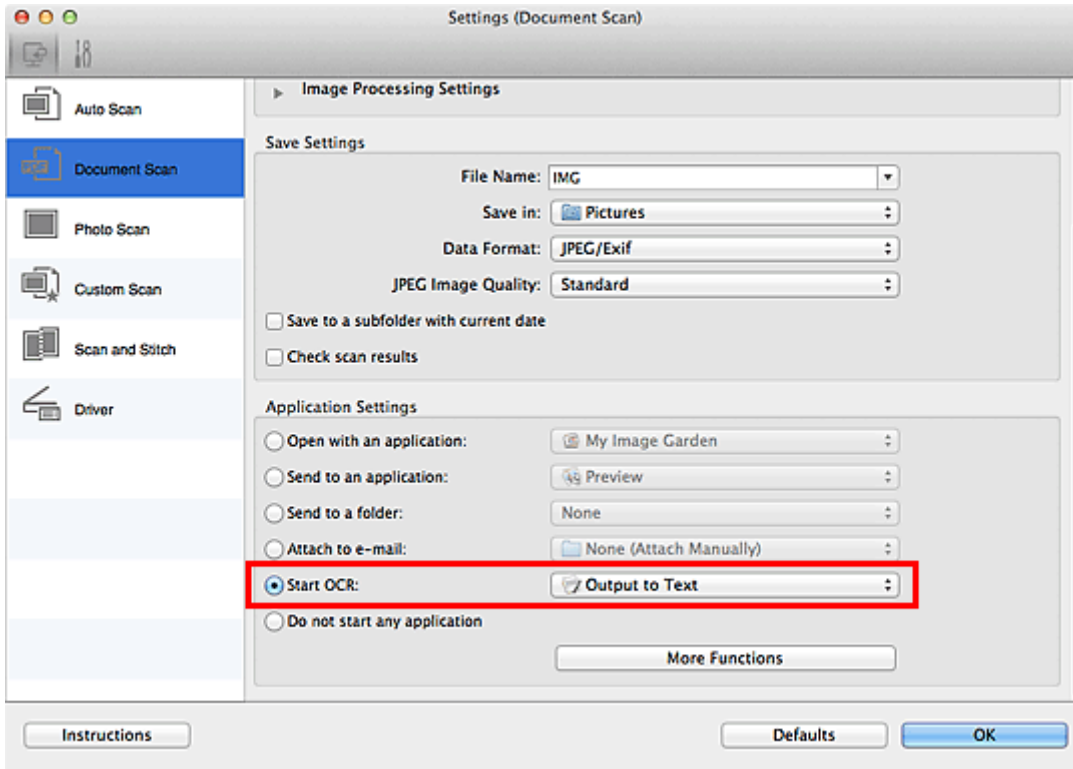 Settings (Document Scan)
Auto Scan
Document Scan
Photo Scan
Custom Scan
Scan and Stitch
Driver
Image Processing Settings
Save Settings
File Name: IMG
Save in: Pictures
Data Format: JPEG/Exif
JPEG Image Quality: Standard
Save to a subfolder with current date
Check scan results
Application Settings
Open with an application: My Image Garden
Send to an application: Preview
Send to a folder: None
Attach to e-mail: None (Attach Manually)
Start OCR: Output to Text
Do not start any application
More Functions
Instructions
Defaults
OK